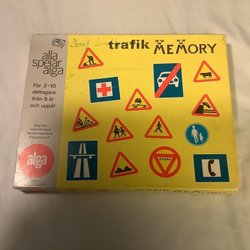 alla
spelar
alga
trafik MEMORY
För 2-10
deltagare
från 5 år
och uppåt
alga